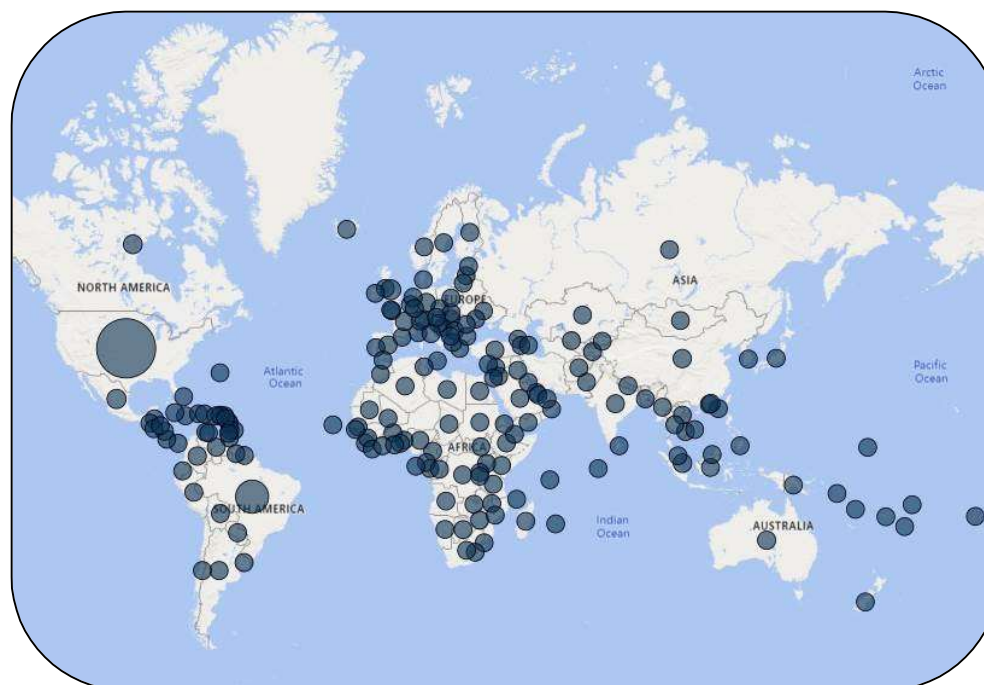 Arctic
Ocean
NORTH AMERICA
ASIA
EUROPE
Atlantic
Ocean
Pacific
Ocean
AFRICA
SOUTH AMERICA
Indian
Ocean
AUSTRALIA